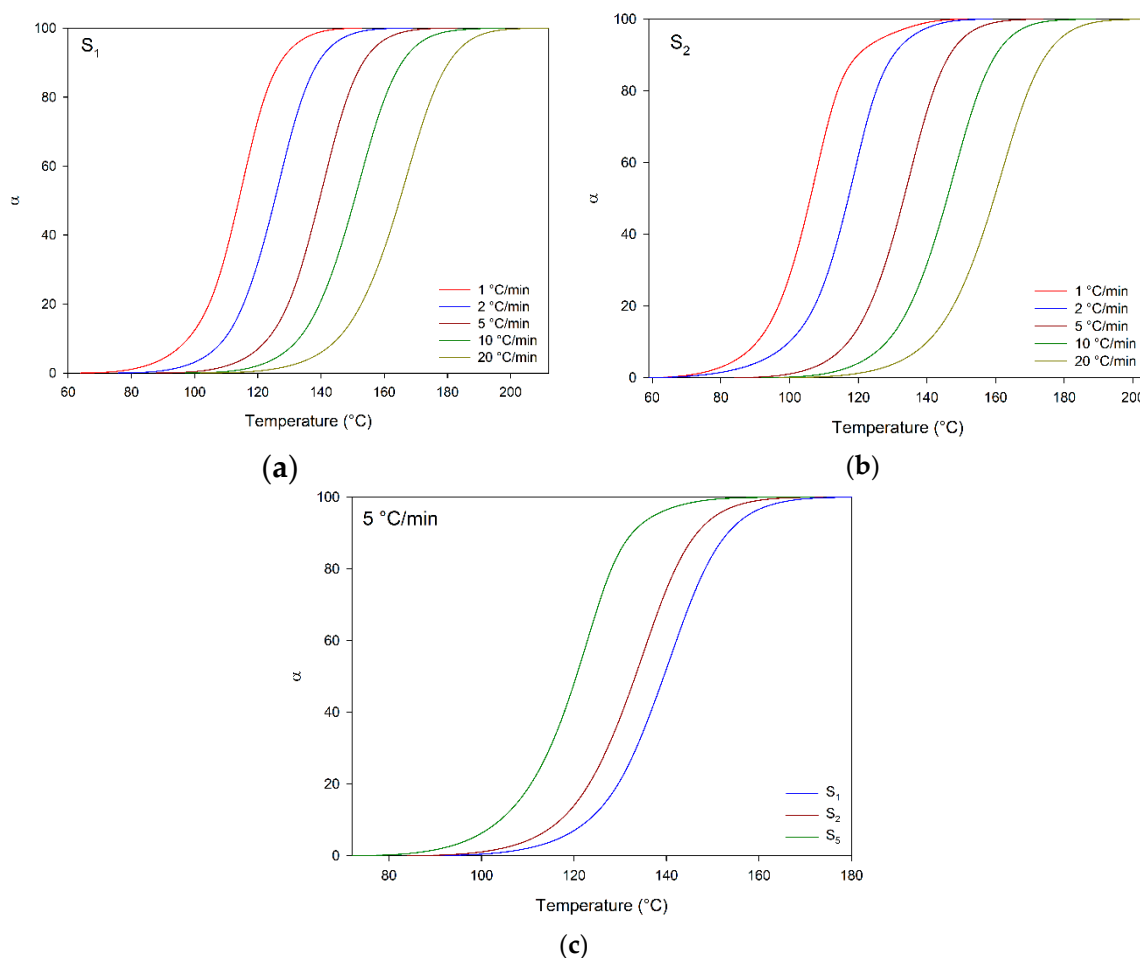 S₁
100
80
60
40
20
0
α
60 80 100 120 140 160 180 200
Temperature (°C)
1 °C/min
2 °C/min
5 °C/min
10 °C/min
20 °C/min
(a)
S₂
100
80
60
40
20
0
α
60 80 100 120 140 160 180 200
Temperature (°C)
1 °C/min
2 °C/min
5 °C/min
10 °C/min
20 °C/min
(b)
5 °C/min
100
80
60
40
20
0
α
80 100 120 140 160 180
Temperature (°C)
S₁
S₂
S₅
(c)